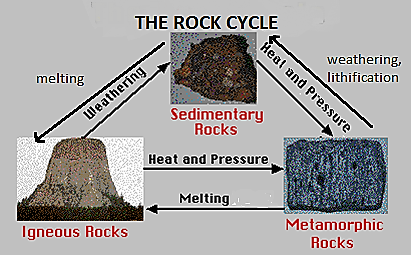 THE ROCK CYCLE
melting
Weathering
Heat and Pressure
weathering,
lithification
Sedimentary
Rocks
Heat and Pressure
Melting
Igneous Rocks
Metamorphic
Rocks